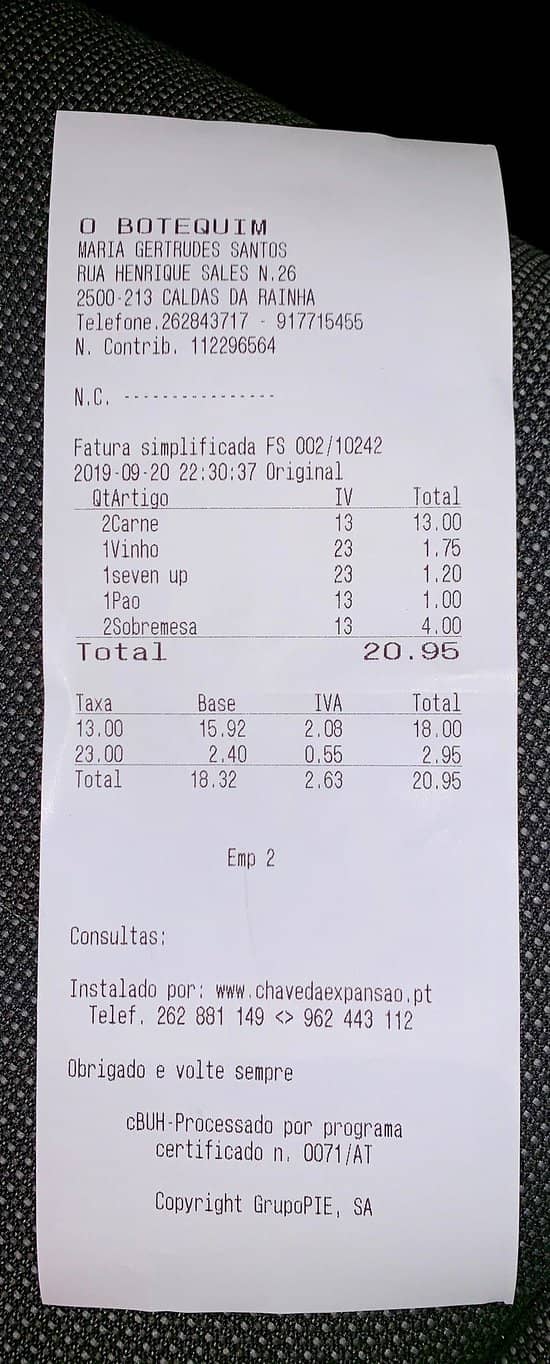 O BOTEQUIM
MARIA GERTRUDES SANTOS
RUA HENRIQUE SALES N.26
2500-213 CALDAS DA RAINHA
Telefone.262843717 - 917715455
N. Contrib. 112296564
N.C. ----------------
Fatura simplificada FS 002/10242
2019-09-20 22:30:37 Original
QtArtigo IV Total
2Carne 13 13.00
1Vinho 23 1.75
1seven up 23 1.20
1Pao 13 1.00
2Sobremesa 13 4.00
Total 20.95
Taxa Base IVA Total
13.00 15.92 2.08 18.00
23.00 2.40 0.55 2.95
Total 18.32 2.63 20.95
Emp 2
Consultas:
Instalado por: www.chavedaexpansao.pt
Telef. 262 881 149 <> 962 443 112
Obrigado e volte sempre
cBUH-Processado por programa
certificado n. 0071/AT
Copyright GrupoPIE, SA